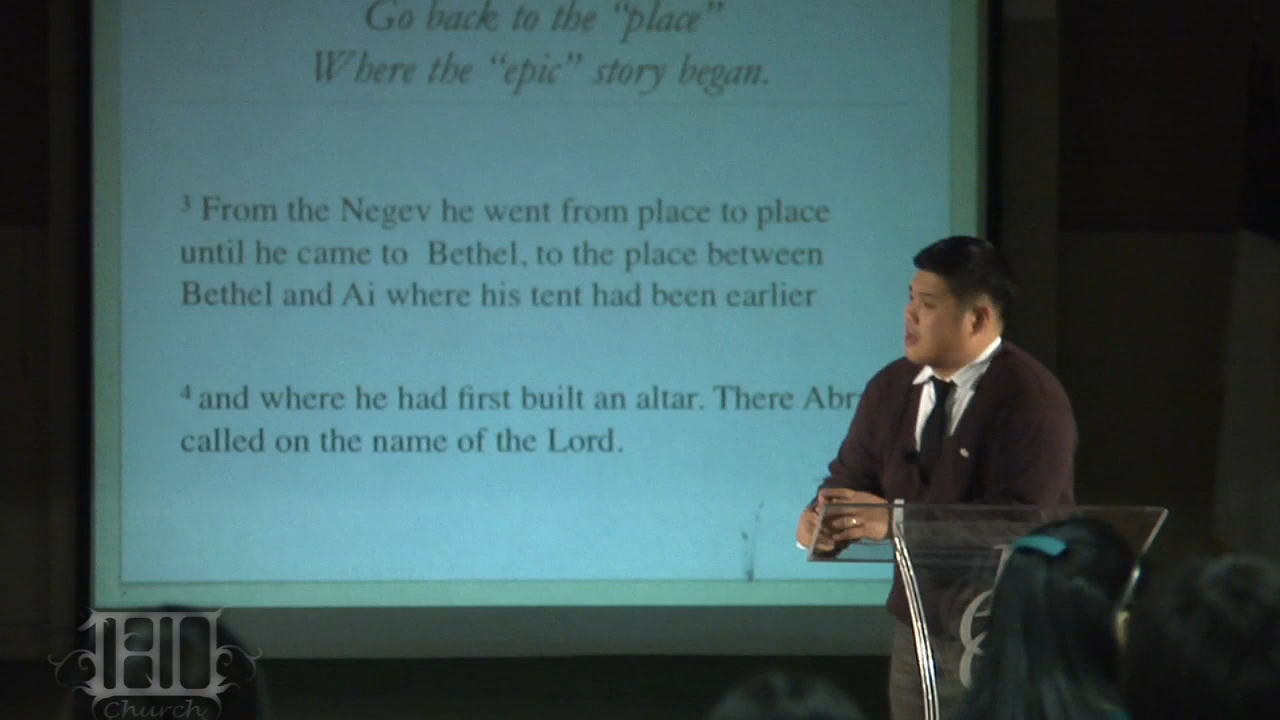 Go back to the “place”
Where the “epic” story began.
3 From the Negev he went from place to place
until he came to Bethel, to the place between
Bethel and Ai where his tent had been earlier
4 and where he had first built an altar. There Abr
called on the name of the Lord.
Church